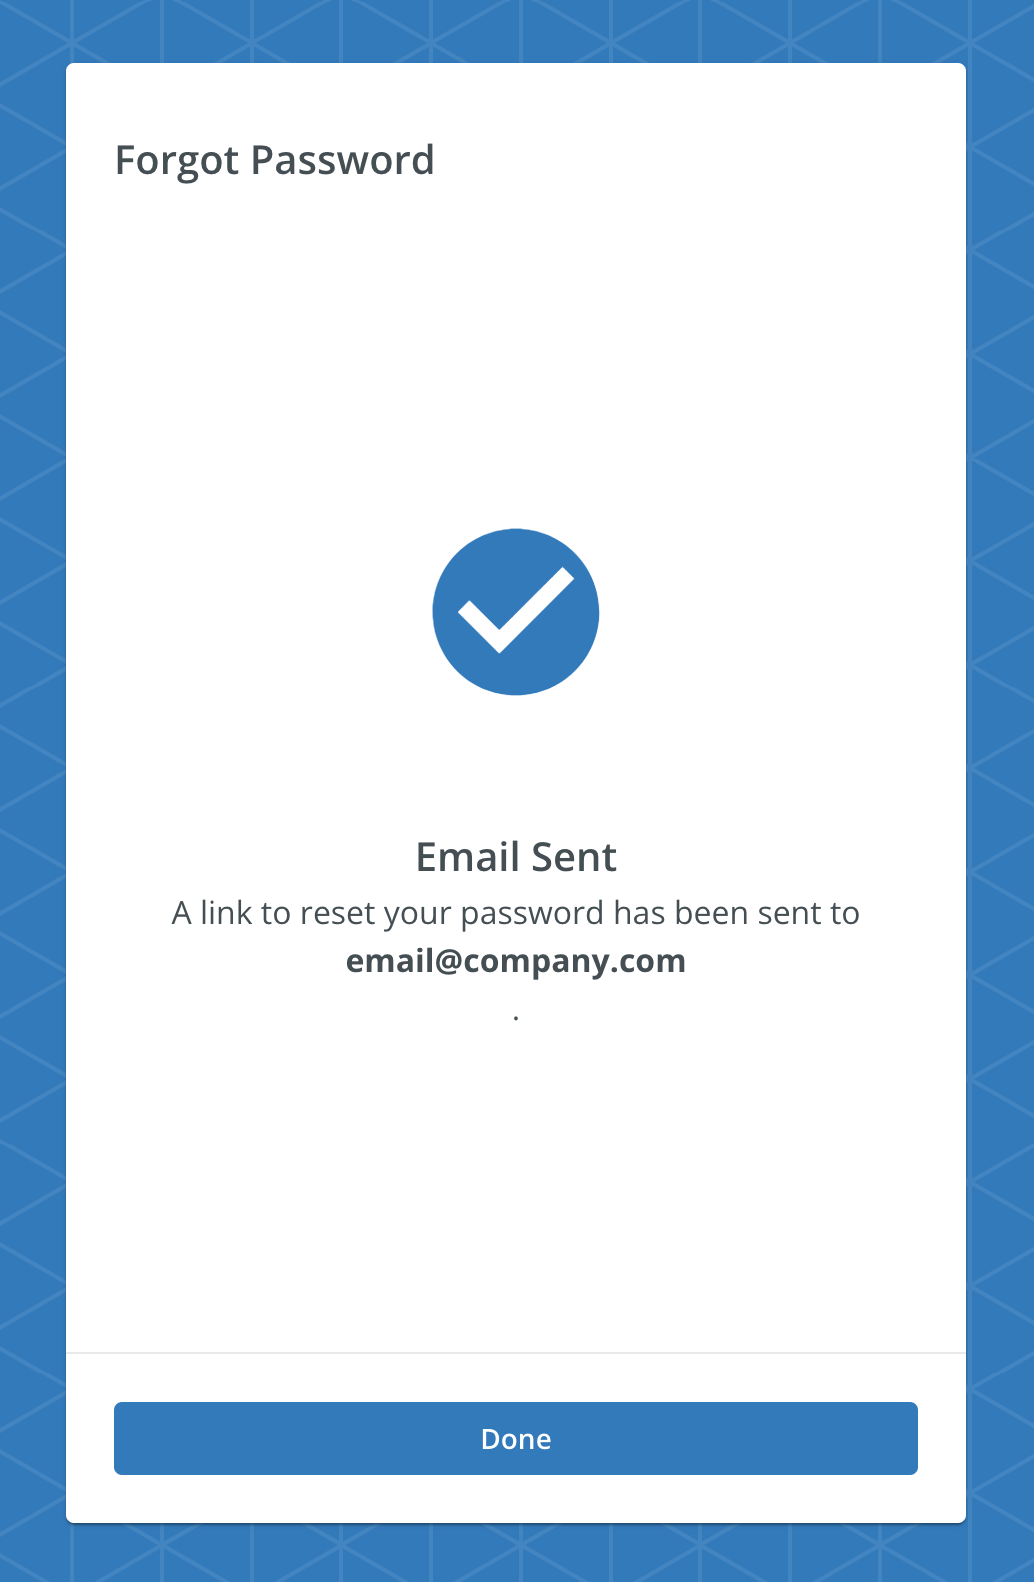 Forgot Password
Email Sent
A link to reset your password has been sent to
email@company.com
.
Done